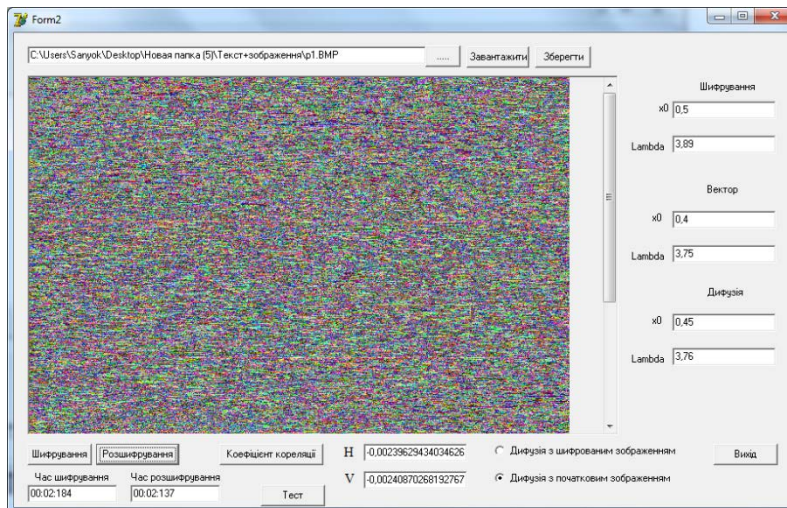 Form2
C:\Users\Sanyok\Desktop\Новая папка (5)\Текст+зображення\p1.BMP ..... Завантажити Зберегти
Шифрування
x0 0,5
Lambda 3,89
Вектор
x0 0,4
Lambda 3,75
Дифузія
x0 0,45
Lambda 3,76
Шифрування Розшифрування Коефіцієнт кореляції H -0,00239629434034626 Дифузія з шифрованим зображенням Вихід
Час шифрування Час розшифрування V -0,00240870268192767 Дифузія з початковим зображенням
00:02:184 00:02:137 Тест